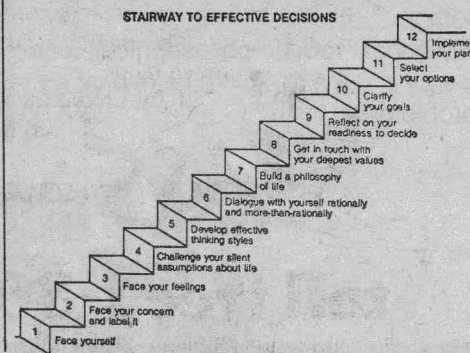 STAIRWAY TO EFFECTIVE DECISIONS
12
Impleme
your plan
11
Select
your options
10
Clarify
your goals
9
Reflect on your
readiness to decide
8
Get in touch with
your deepest values
7
Build a philosophy
of life
6
Dialogue with yourself rationally
and more-than-rationally
5
Develop effective
thinking styles
4
Challenge your silent
assumptions about life
3
Face your feelings
2
Face your concern
and label it
1
Face yourself